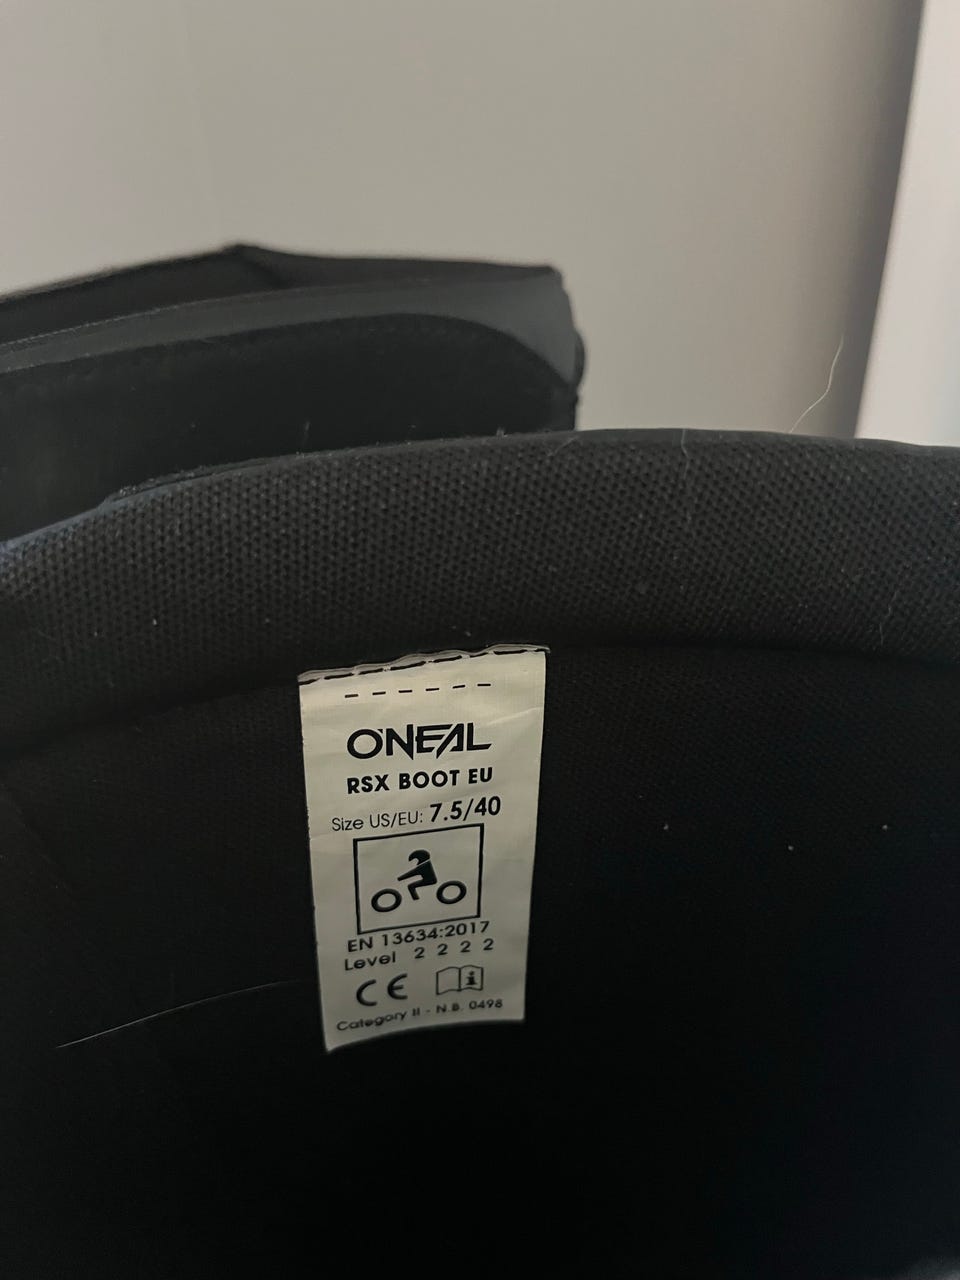 O'NEAL
RSX BOOT EU
Size US/EU: 7.5/40
EN 13634:2017
Level 2 2 2 2
CE
i
Category II - N.B. 0498